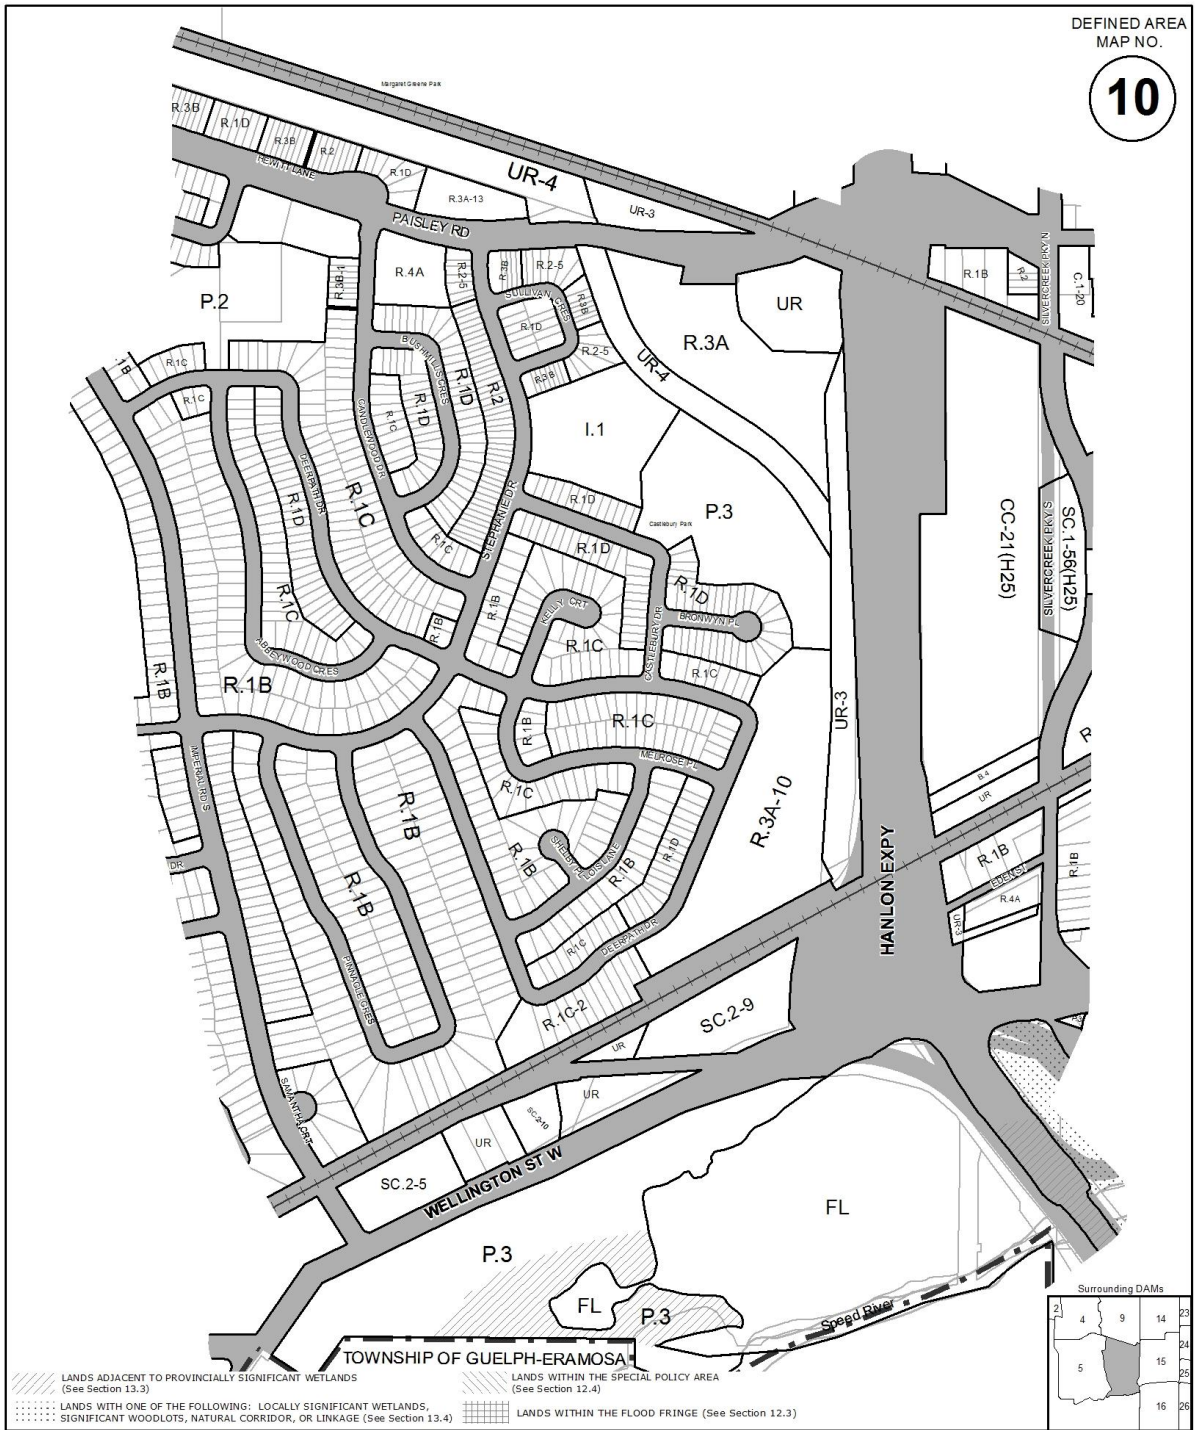 DEFINED AREA
MAP NO.
10
Margaret Greene Park
R.3B
R.1D
R.3B
R.2
R.1D
R.3A-13
UR-4
UR-3
HEWITT LANE
PAISLEY RD
R.4A
R.2-5
R.3B
R.2-5
R.3B-1
P.2
SULLIVAN CRES
R.3B
R.1D
R.2-5
R.3B
UR
R.3A
UR-4
R.1B
R.2
SILVERCREEK PKY N
C.1-20
.1B
R.1C
R.1C
BUSHMILLS CRES
R.1D
R.2
R.1D
R.1C
CANDLEWOOD DR
I.1
DEERPATH DR
R.1D
R.1C
R.1C
STEPHANIE DR
R.1D
P.3
Castlebury Park
R.1D
CC-21(H25)
SILVERCREEK PKY S
SC.1-56(H25)
R.1C
R.1B
R.1B
KELLY CRT
R.1C
R.1D
BRONWYN PL
CASTLEBURY DR
R.1C
ABBEYWOOD CRES
R.1B
R.1B
R.1C
R.1B
UR-3
MELROSE PL
IMPERIAL RD S
R.1C
R.1B
R.3A-10
B.4
UR
R
R.1B
SHELBY PL
LOIS LANE
R.1B
R.1D
HANLON EXPY
R.1B
EDEN ST
R.4A
R.1B
UR-3
DR
R.1B
PINNACLE CRES
R.1C
DEERPATH DR
R.1C-2
SC.2-9
UR
UR
SC.2-10
SAMANTHA CRT
UR
SC.2-5
WELLINGTON ST W
FL
P.3
FL
P.3
Speed River
TOWNSHIP OF GUELPH-ERAMOSA
Surrounding DAMs
2
4
9
14
23
24
5
15
25
16
26
LANDS ADJACENT TO PROVINCIALLY SIGNIFICANT WETLANDS
(See Section 13.3)
LANDS WITH ONE OF THE FOLLOWING: LOCALLY SIGNIFICANT WETLANDS,
SIGNIFICANT WOODLOTS, NATURAL CORRIDOR, OR LINKAGE (See Section 13.4)
LANDS WITHIN THE SPECIAL POLICY AREA
(See Section 12.4)
LANDS WITHIN THE FLOOD FRINGE (See Section 12.3)